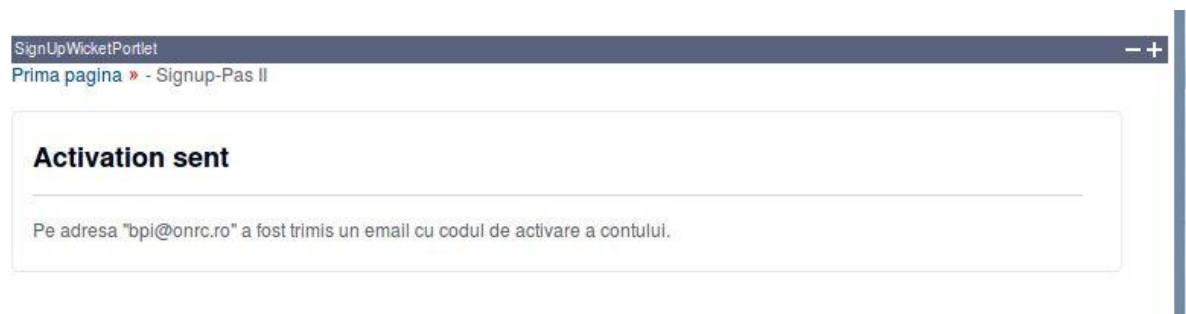 SignUpWicketPortlet
Prima pagina » - Signup-Pas II
Activation sent
Pe adresa "bpi@onrc.ro" a fost trimis un email cu codul de activare a contului.